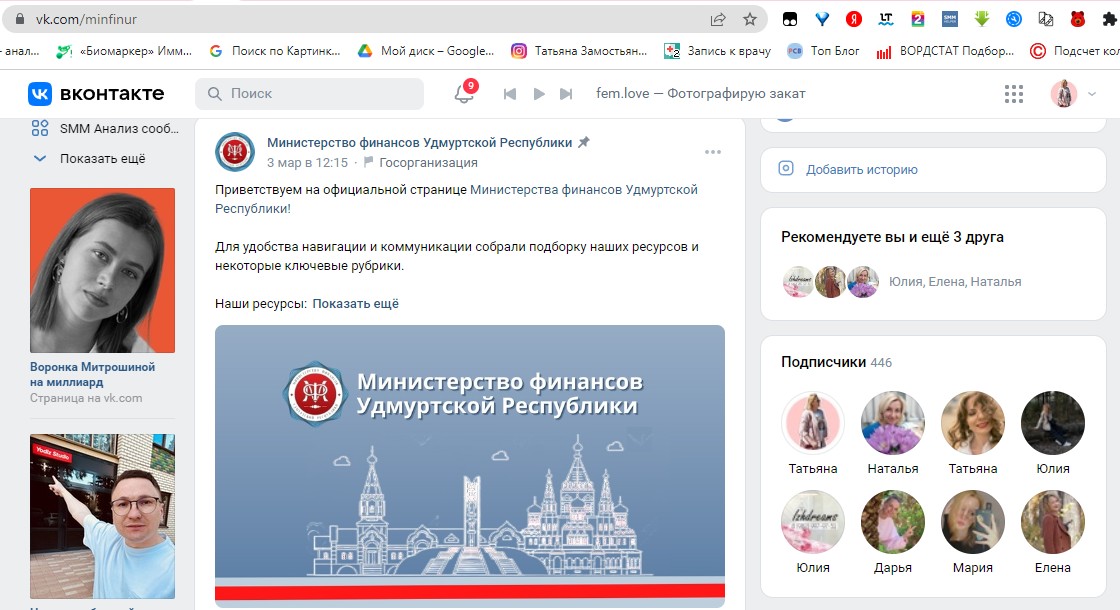 vk.com/minfinur
- анал...
«Биомаркер» Имм...
Поиск по Картинк...
Мой диск – Google...
Татьяна Замостьян...
Запись к врачу
Топ Блог
ВОРДСТАТ Подбор...
Подсчет кол
вконтакте
Поиск
9
fem.love — Фотографирую закат
SMM Анализ сооб...
Показать ещё
Воронка Митрошиной
на миллиард
Страница на vk.com
Yodiz Studio
Министерство финансов Удмуртской Республики
3 мар в 12:15 · Госорганизация
Приветствуем на официальной странице Министерства финансов Удмуртской
Республики!
Для удобства навигации и коммуникации собрали подборку наших ресурсов и
некоторые ключевые рубрики.
Наши ресурсы: Показать ещё
Министерство финансов
Удмуртской Республики
Добавить историю
Рекомендуете вы и ещё 3 друга
Юлия, Елена, Наталья
Подписчики 446
Татьяна
Наталья
Татьяна
Юлия
Izhdreams
Юлия
Дарья
Мария
Елена